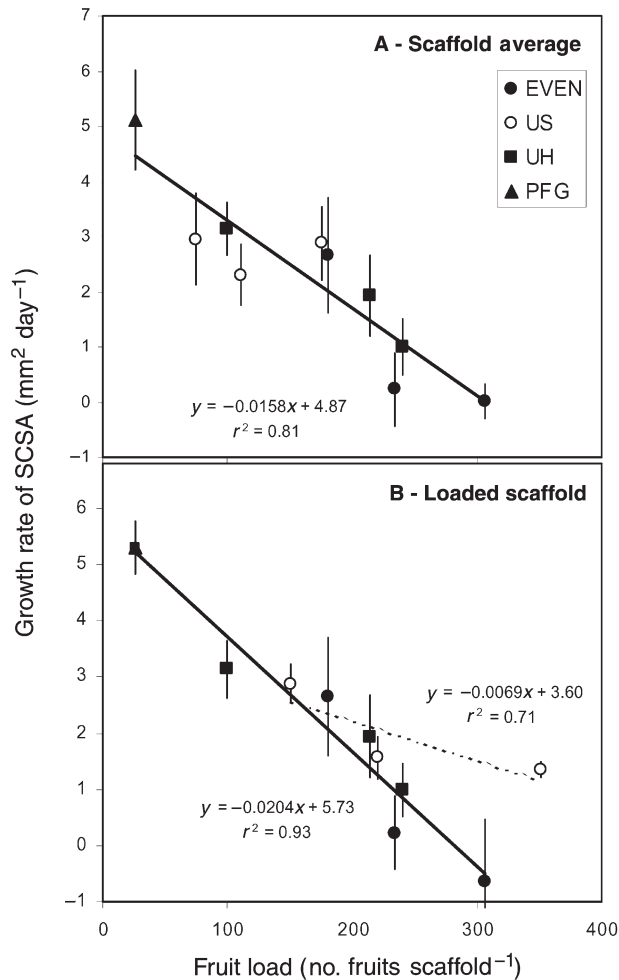 7
A - Scaffold average
6
EVEN
US
UH
PFG
5
4
3
2
1
0
−1
y = −0.0158x + 4.87
r² = 0.81
Growth rate of SCSA (mm² day⁻¹)
B - Loaded scaffold
6
5
4
3
2
1
0
−1
y = −0.0069x + 3.60
r² = 0.71
y = −0.0204x + 5.73
r² = 0.93
0 100 200 300 400
Fruit load (no. fruits scaffold⁻¹)